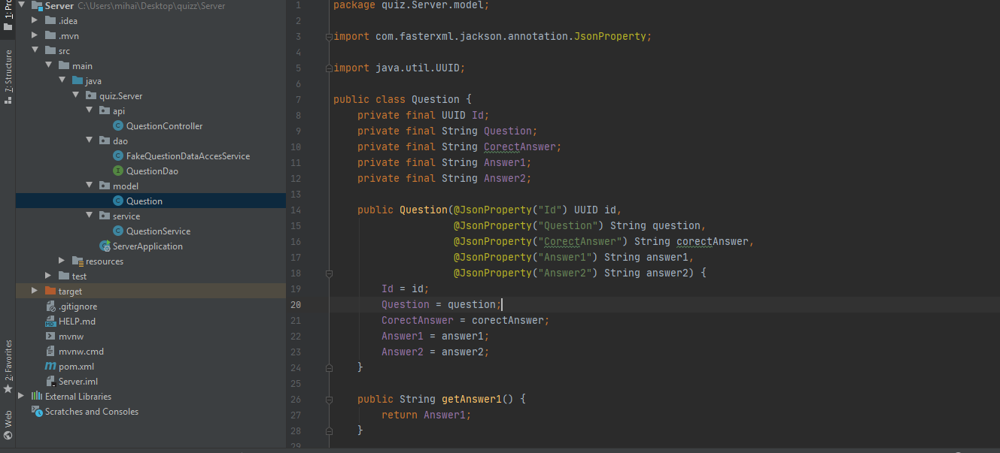 1: Pro
7: Structure
2: Favorites
Web
Server C:\Users\mihai\Desktop\quizz\Server
.idea
.mvn
src
main
java
quiz.Server
api
QuestionController
dao
FakeQuestionDataAccesService
QuestionDao
model
Question
service
QuestionService
ServerApplication
resources
test
target
.gitignore
HELP.md
mvnw
mvnw.cmd
pom.xml
Server.iml
External Libraries
Scratches and Consoles
1 package quiz.Server.model;
2
3 import com.fasterxml.jackson.annotation.JsonProperty;
4
5 import java.util.UUID;
6
7 public class Question {
8 private final UUID Id;
9 private final String Question;
10 private final String CorectAnswer;
11 private final String Answer1;
12 private final String Answer2;
13
14 public Question(@JsonProperty("Id") UUID id,
15 @JsonProperty("Question") String question,
16 @JsonProperty("CorectAnswer") String corectAnswer,
17 @JsonProperty("Answer1") String answer1,
18 @JsonProperty("Answer2") String answer2) {
19 Id = id;
20 Question = question;
21 CorectAnswer = corectAnswer;
22 Answer1 = answer1;
23 Answer2 = answer2;
24 }
25
26 public String getAnswer1() {
27 return Answer1;
28 }
29